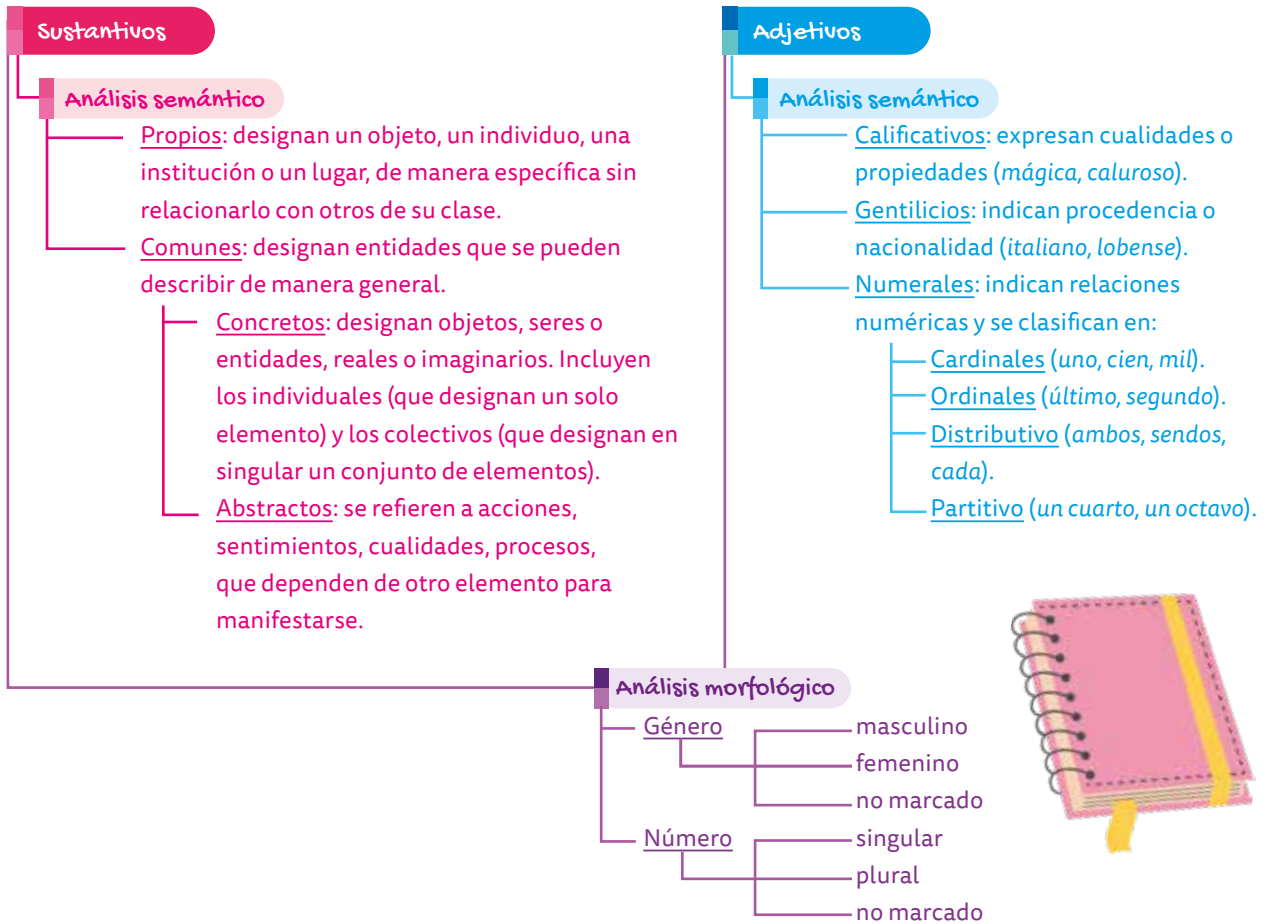 Sustantivos
Análisis semántico
Propios: designan un objeto, un individuo, una
institución o un lugar, de manera específica sin
relacionarlo con otros de su clase.
Comunes: designan entidades que se pueden
describir de manera general.
Concretos: designan objetos, seres o
entidades, reales o imaginarios. Incluyen
los individuales (que designan un solo
elemento) y los colectivos (que designan en
singular un conjunto de elementos).
Abstractos: se refieren a acciones,
sentimientos, cualidades, procesos,
que dependen de otro elemento para
manifestarse.
Adjetivos
Análisis semántico
Calificativos: expresan cualidades o
propiedades (mágica, caluroso).
Gentilicios: indican procedencia o
nacionalidad (italiano, lobense).
Numerales: indican relaciones
numéricas y se clasifican en:
Cardinales (uno, cien, mil).
Ordinales (último, segundo).
Distributivo (ambos, sendos,
cada).
Partitivo (un cuarto, un octavo).
Análisis morfológico
Género
masculino
femenino
no marcado
Número
singular
plural
no marcado